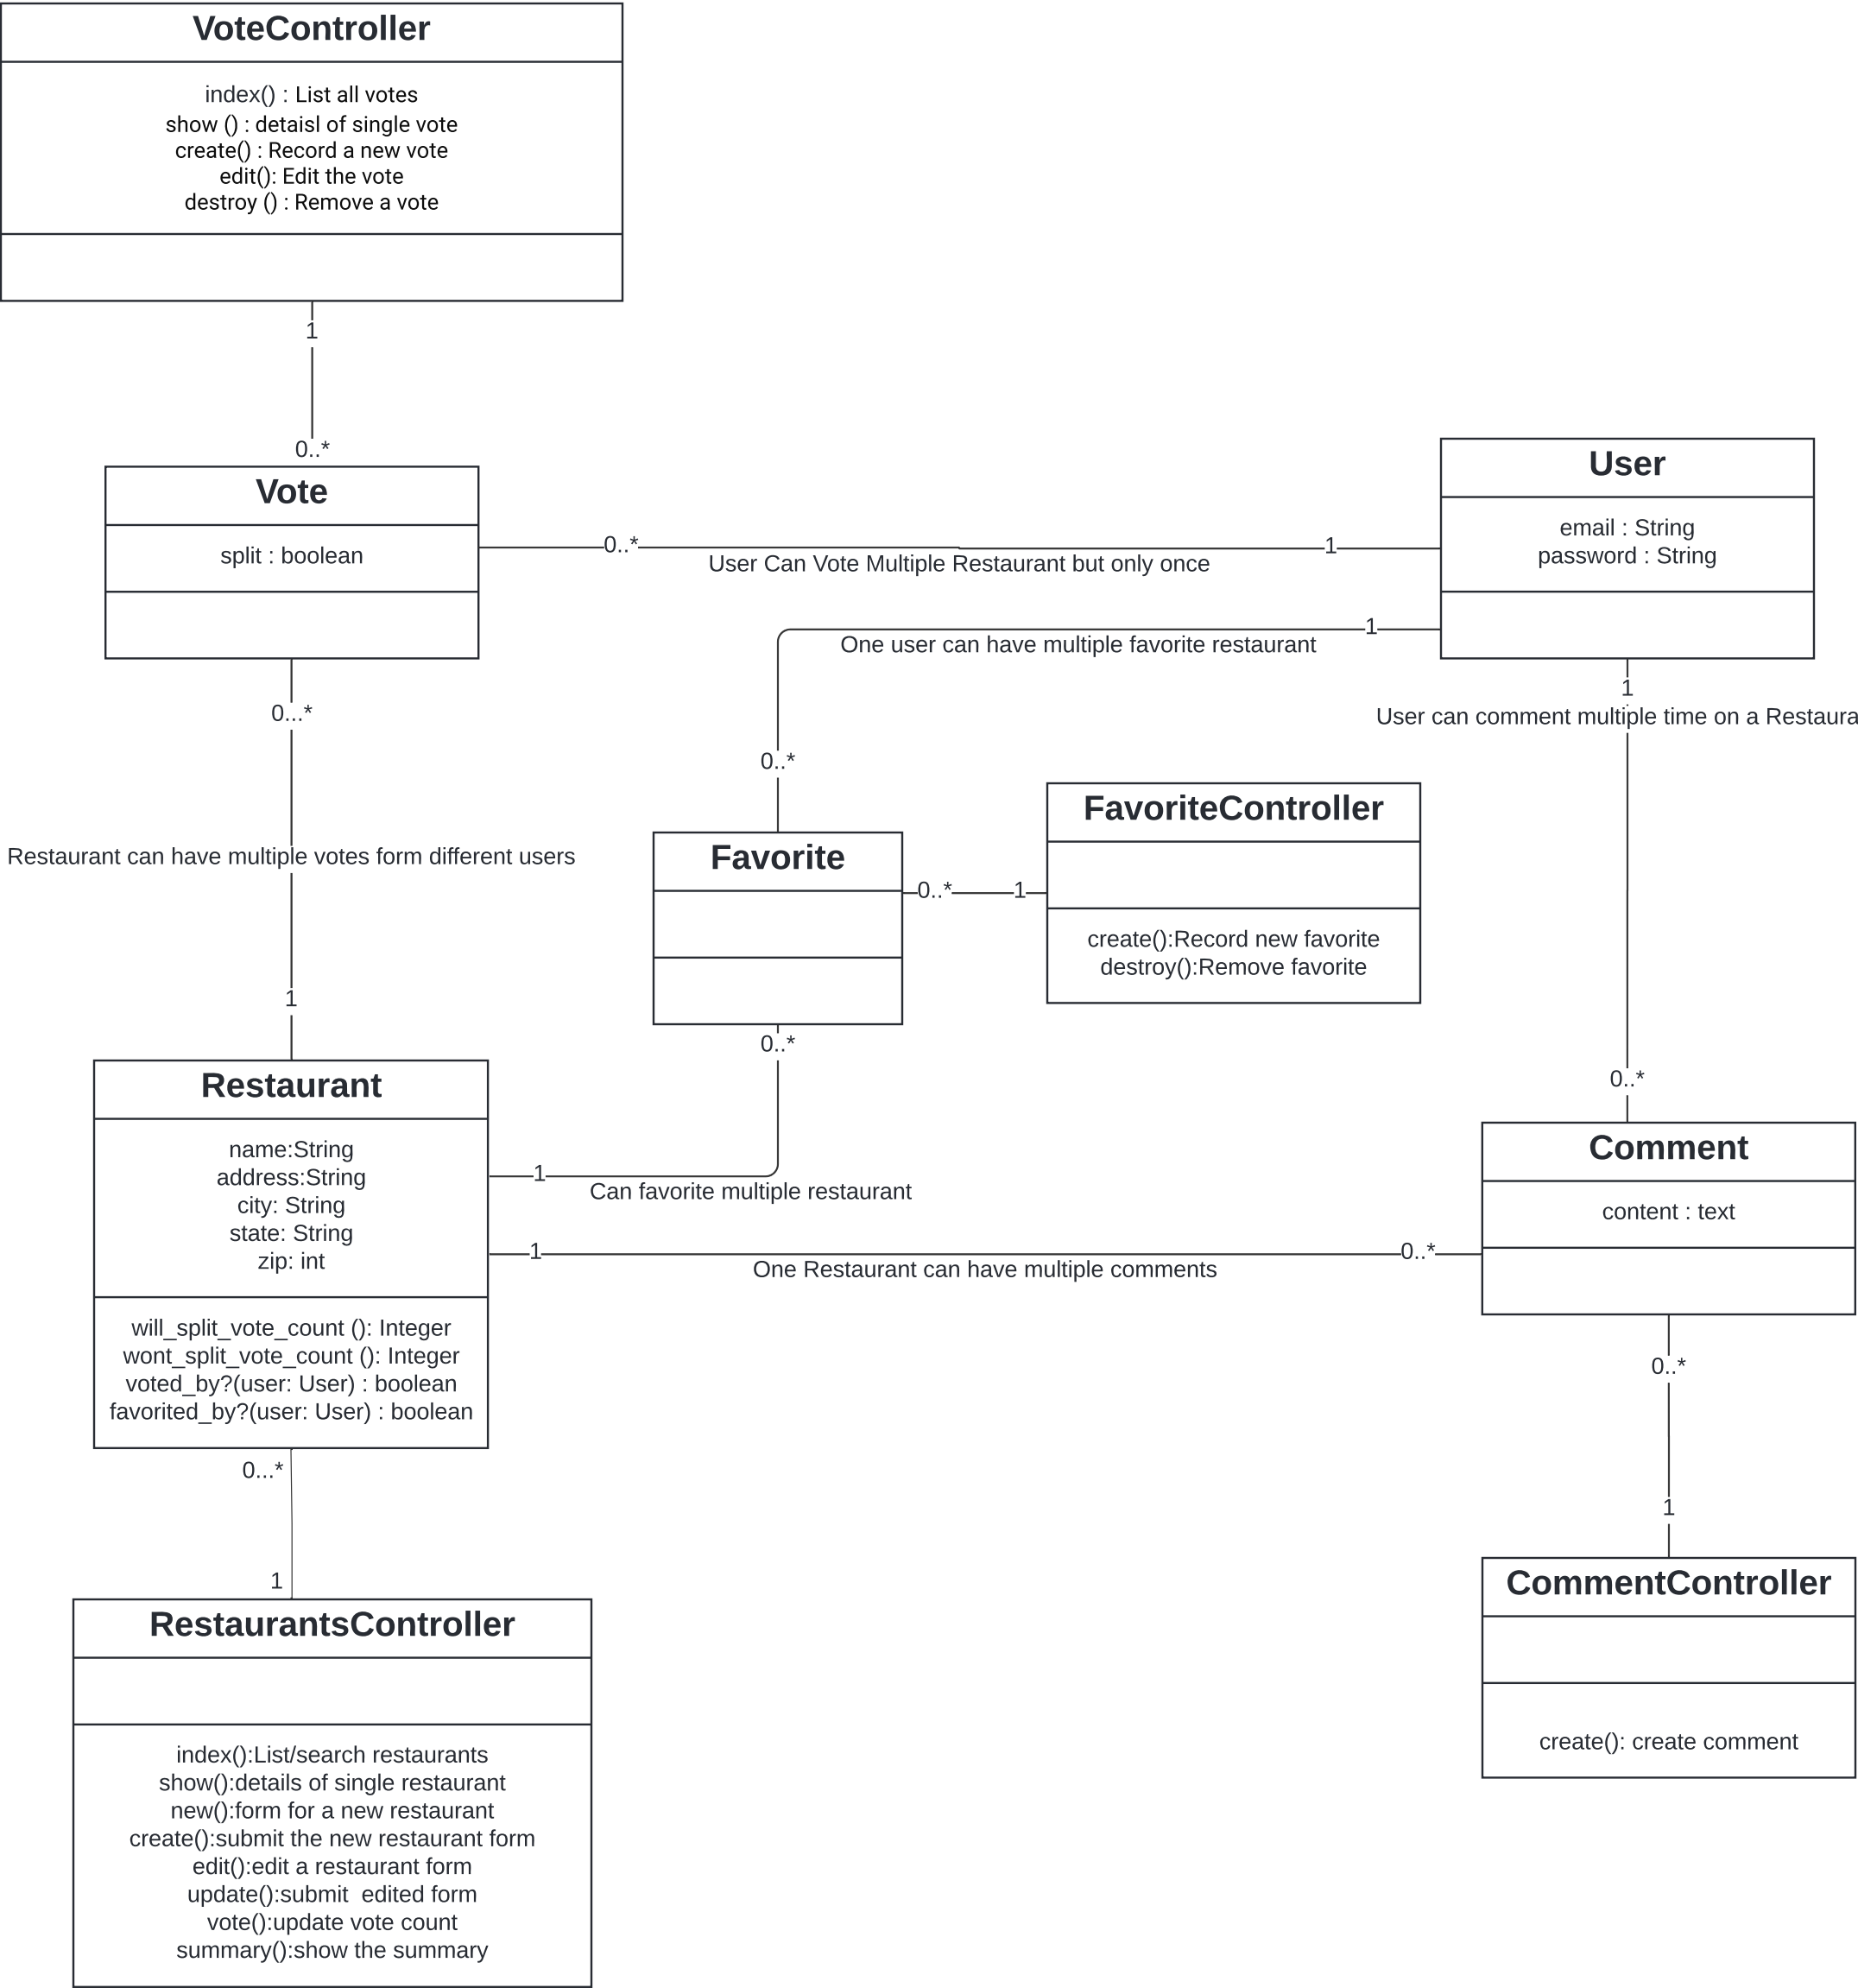 VoteController
index() : List all votes
show () : detaisl of single vote
create() : Record a new vote
edit(): Edit the vote
destroy () : Remove a vote
1
0..*
Vote
split : boolean
0..*
1
User Can Vote Multiple Restaurant but only once
User
email : String
password : String
1
One user can have multiple favorite restaurant
1
User can comment multiple time on a Restaura
0...*
0..*
Restaurant can have multiple votes form different users
FavoriteController
create():Record new favorite
destroy():Remove favorite
Favorite
0..*
1
0..*
1
Restaurant
name:String
address:String
city: String
state: String
zip: int
will_split_vote_count (): Integer
wont_split_vote_count (): Integer
voted_by?(user: User) : boolean
favorited_by?(user: User) : boolean
1
Can favorite multiple restaurant
1
0..*
One Restaurant can have multiple comments
0..*
Comment
content : text
0..*
1
CommentController
create(): create comment
0...*
1
RestaurantsController
index():List/search restaurants
show():details of single restaurant
new():form for a new restaurant
create():submit the new restaurant form
edit():edit a restaurant form
update():submit  edited form
vote():update vote count
summary():show the summary